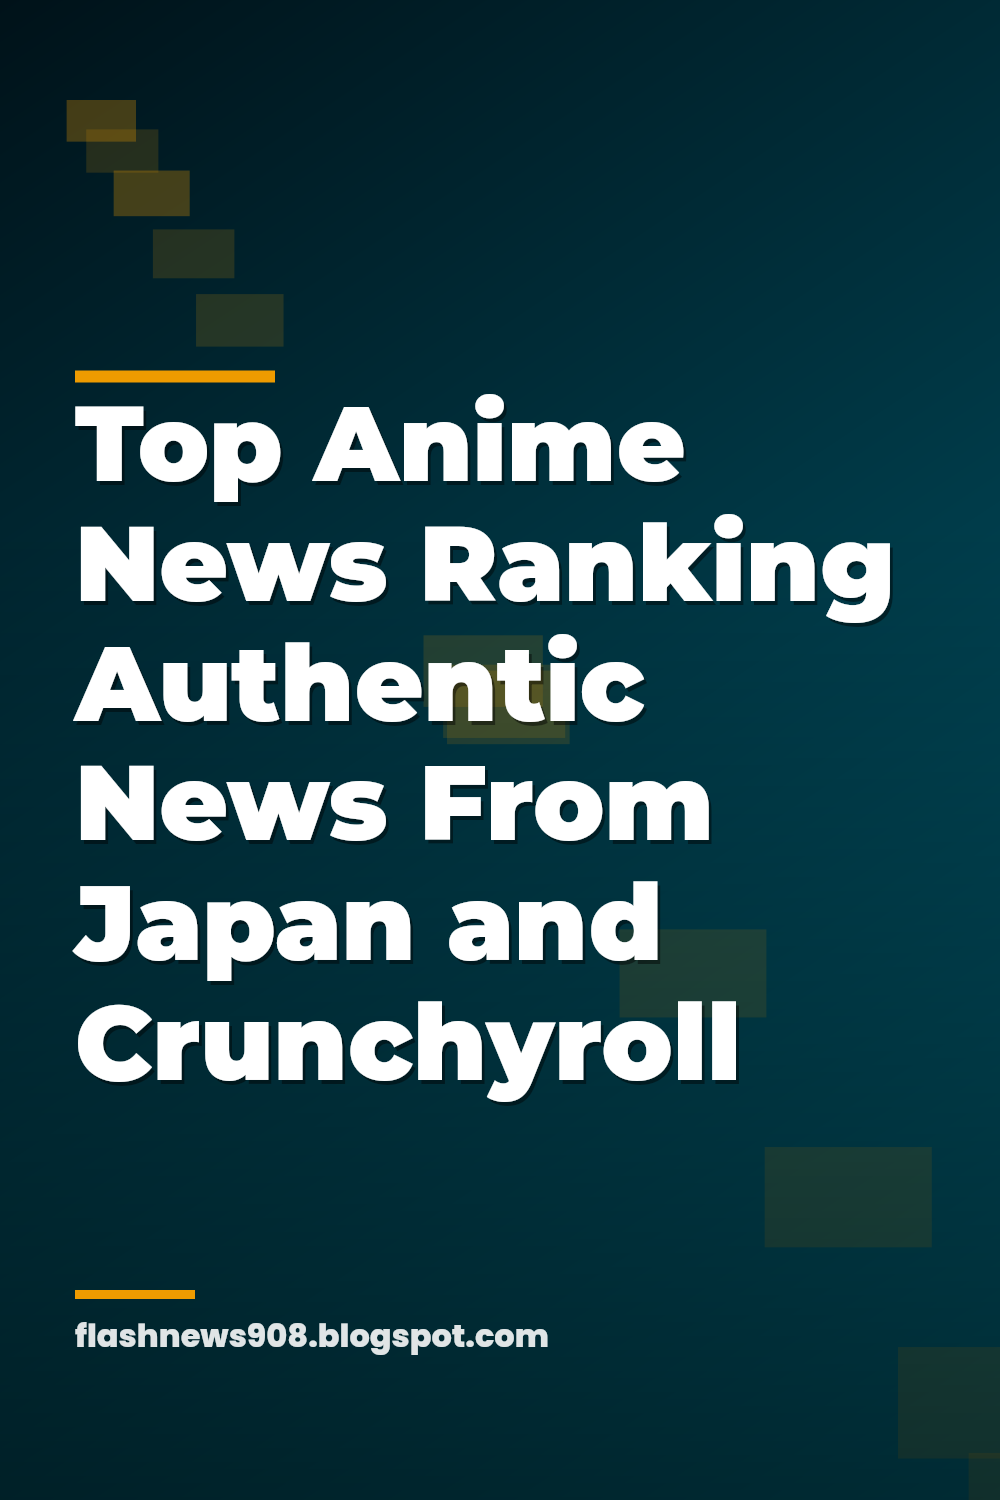 Top Anime
News Ranking
Authentic
News From
Japan and
Crunchyroll
flashnews908.blogspot.com